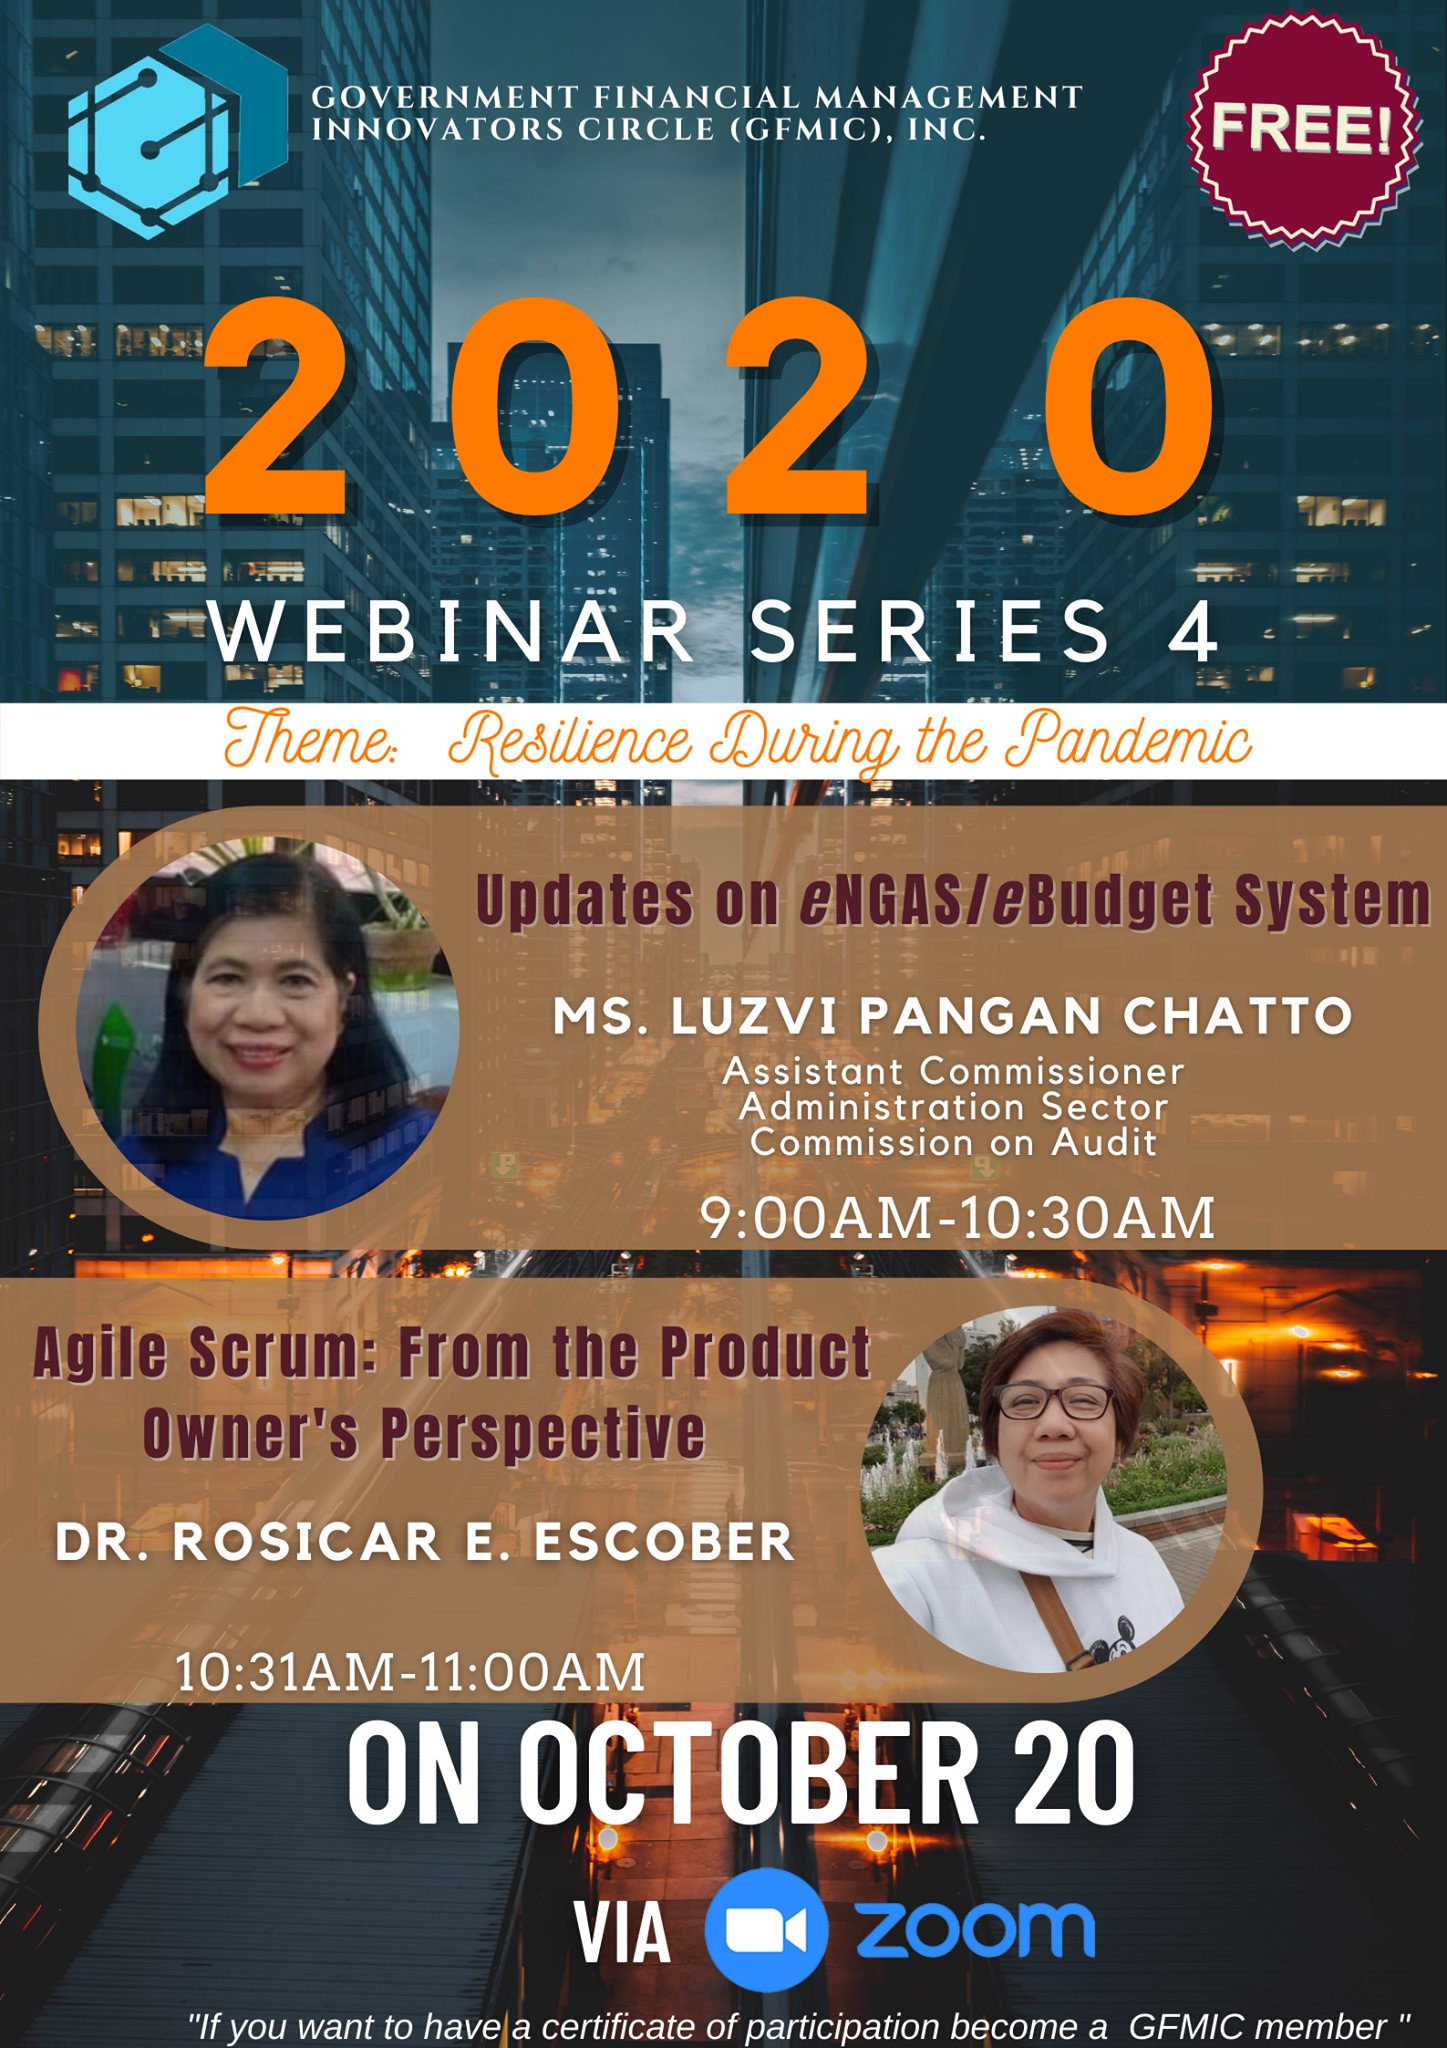 GOVERNMENT FINANCIAL MANAGEMENT
INNOVATORS CIRCLE (GFMIC), INC.
FREE!
2020
WEBINAR SERIES 4
Theme: Resilience During the Pandemic
Updates on eNGAS/eBudget System
MS. LUZVI PANGAN CHATTO
Assistant Commissioner
Administration Sector
Commission on Audit
9:00AM-10:30AM
Agile Scrum: From the Product
Owner's Perspective
DR. ROSICAR E. ESCOBER
10:31AM-11:00AM
ON OCTOBER 20
VIA zoom
"If you want to have a certificate of participation become a GFMIC member "